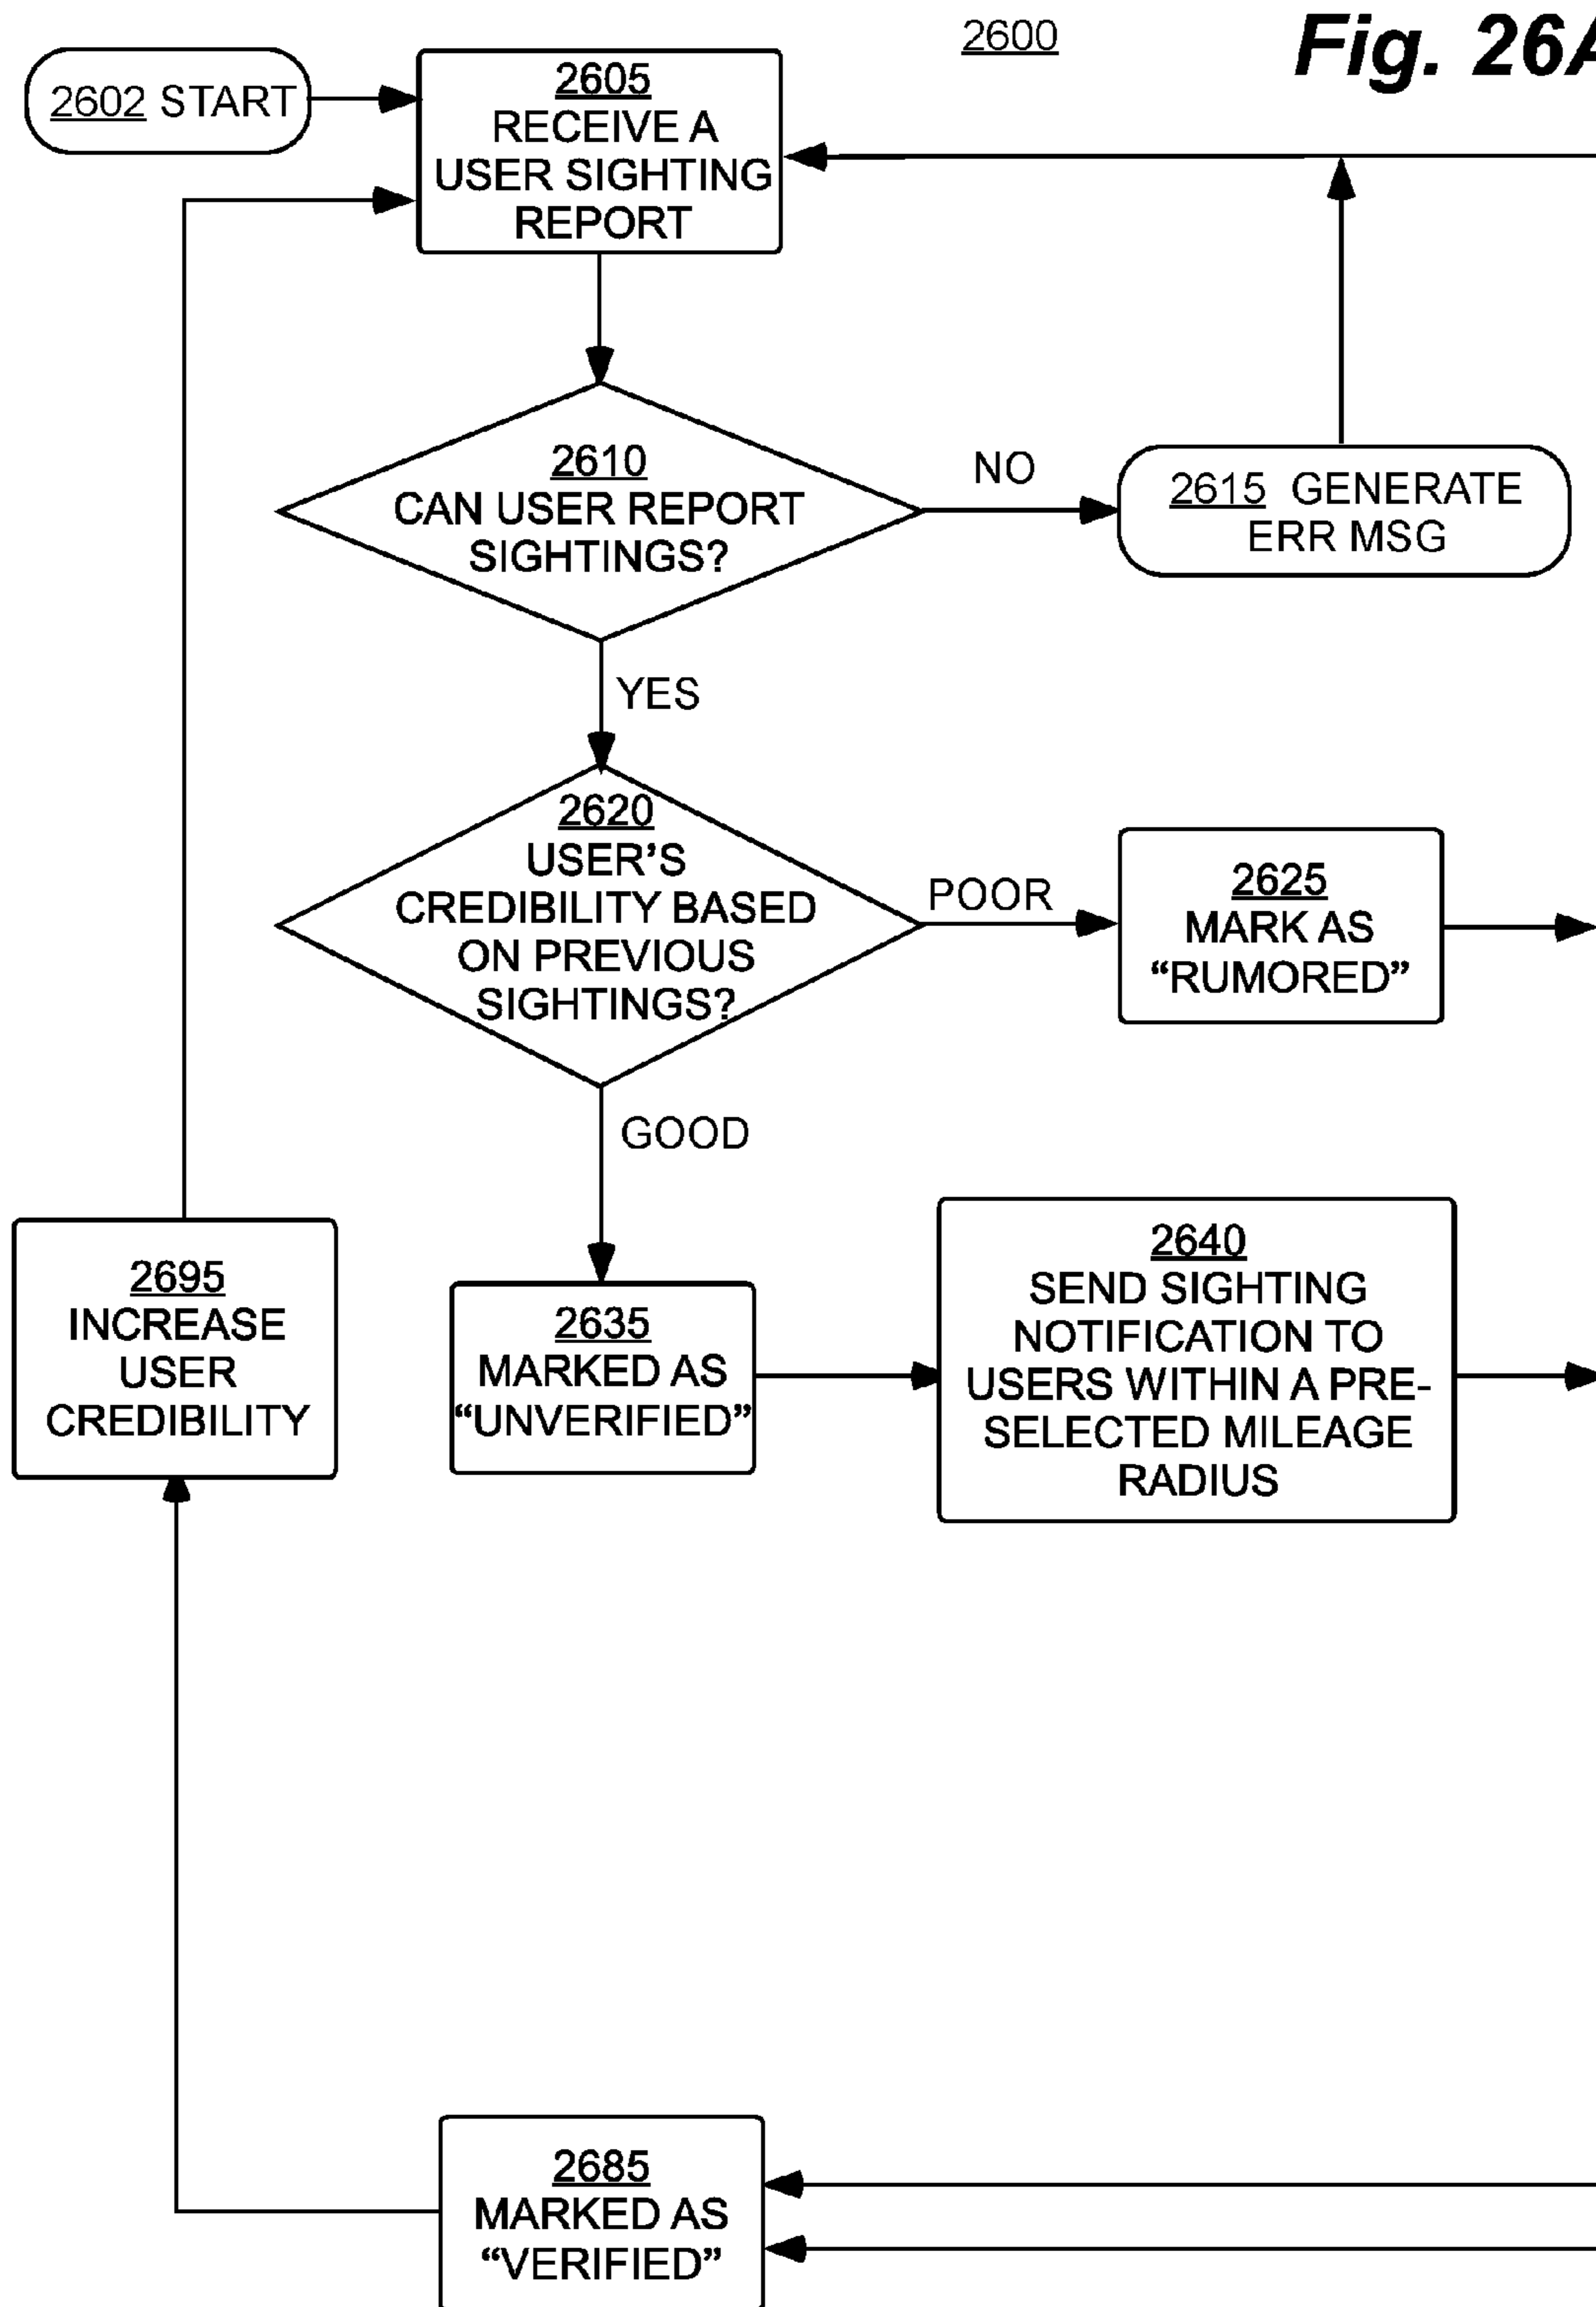 2600
Fig. 26A
2602 START
2605
RECEIVE A
USER SIGHTING
REPORT
2610
CAN USER REPORT
SIGHTINGS?
NO
2615 GENERATE
ERR MSG
YES
2620
USER'S
CREDIBILITY BASED
ON PREVIOUS
SIGHTINGS?
POOR
2625
MARK AS
“RUMORED”
GOOD
2635
MARKED AS
“UNVERIFIED”
2640
SEND SIGHTING
NOTIFICATION TO
USERS WITHIN A PRE-
SELECTED MILEAGE
RADIUS
2695
INCREASE
USER
CREDIBILITY
2685
MARKED AS
“VERIFIED”